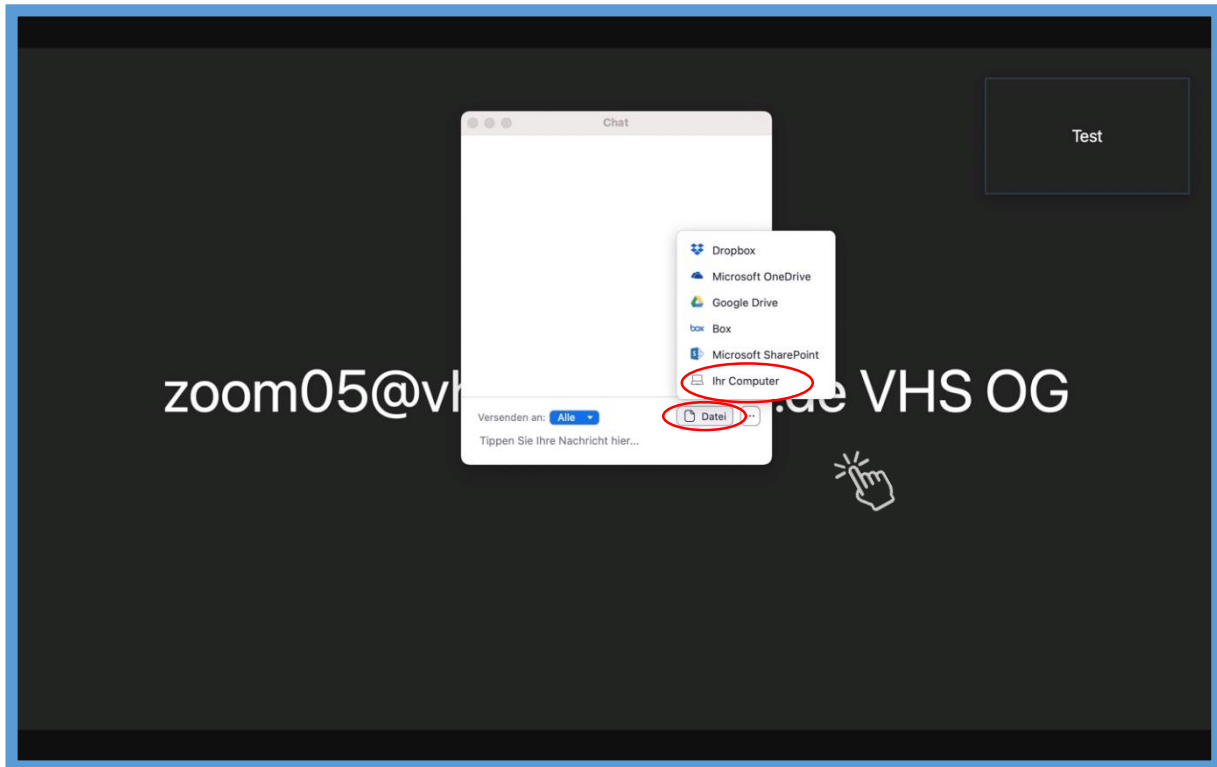 Chat
Test
Dropbox
Microsoft OneDrive
Google Drive
box Box
Microsoft SharePoint
Ihr Computer
zoom05@vh .de VHS OG
Versenden an: Alle
Datei
Tippen Sie Ihre Nachricht hier...